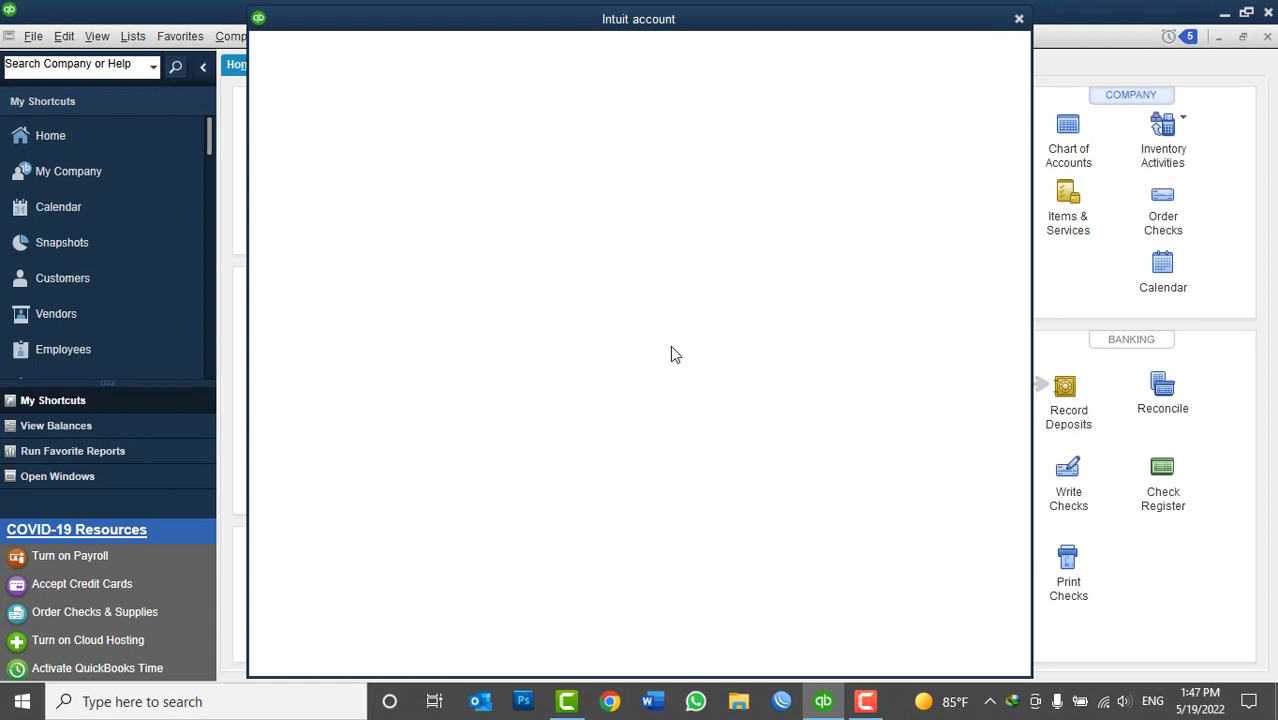 Intuit account
File Edit View Lists Favorites Comp
5
Search Company or Help
Hon
My Shortcuts
Home
My Company
Calendar
Snapshots
Customers
Vendors
Employees
My Shortcuts
View Balances
Run Favorite Reports
Open Windows
COVID-19 Resources
Turn on Payroll
Accept Credit Cards
Order Checks & Supplies
Turn on Cloud Hosting
Activate QuickBooks Time
COMPANY
Chart of
Accounts
Inventory
Activities
Items &
Services
Order
Checks
Calendar
BANKING
Record
Deposits
Reconcile
Write
Checks
Check
Register
Print
Checks
Type here to search
Ps
85°F
ENG
1:47 PM
5/19/2022